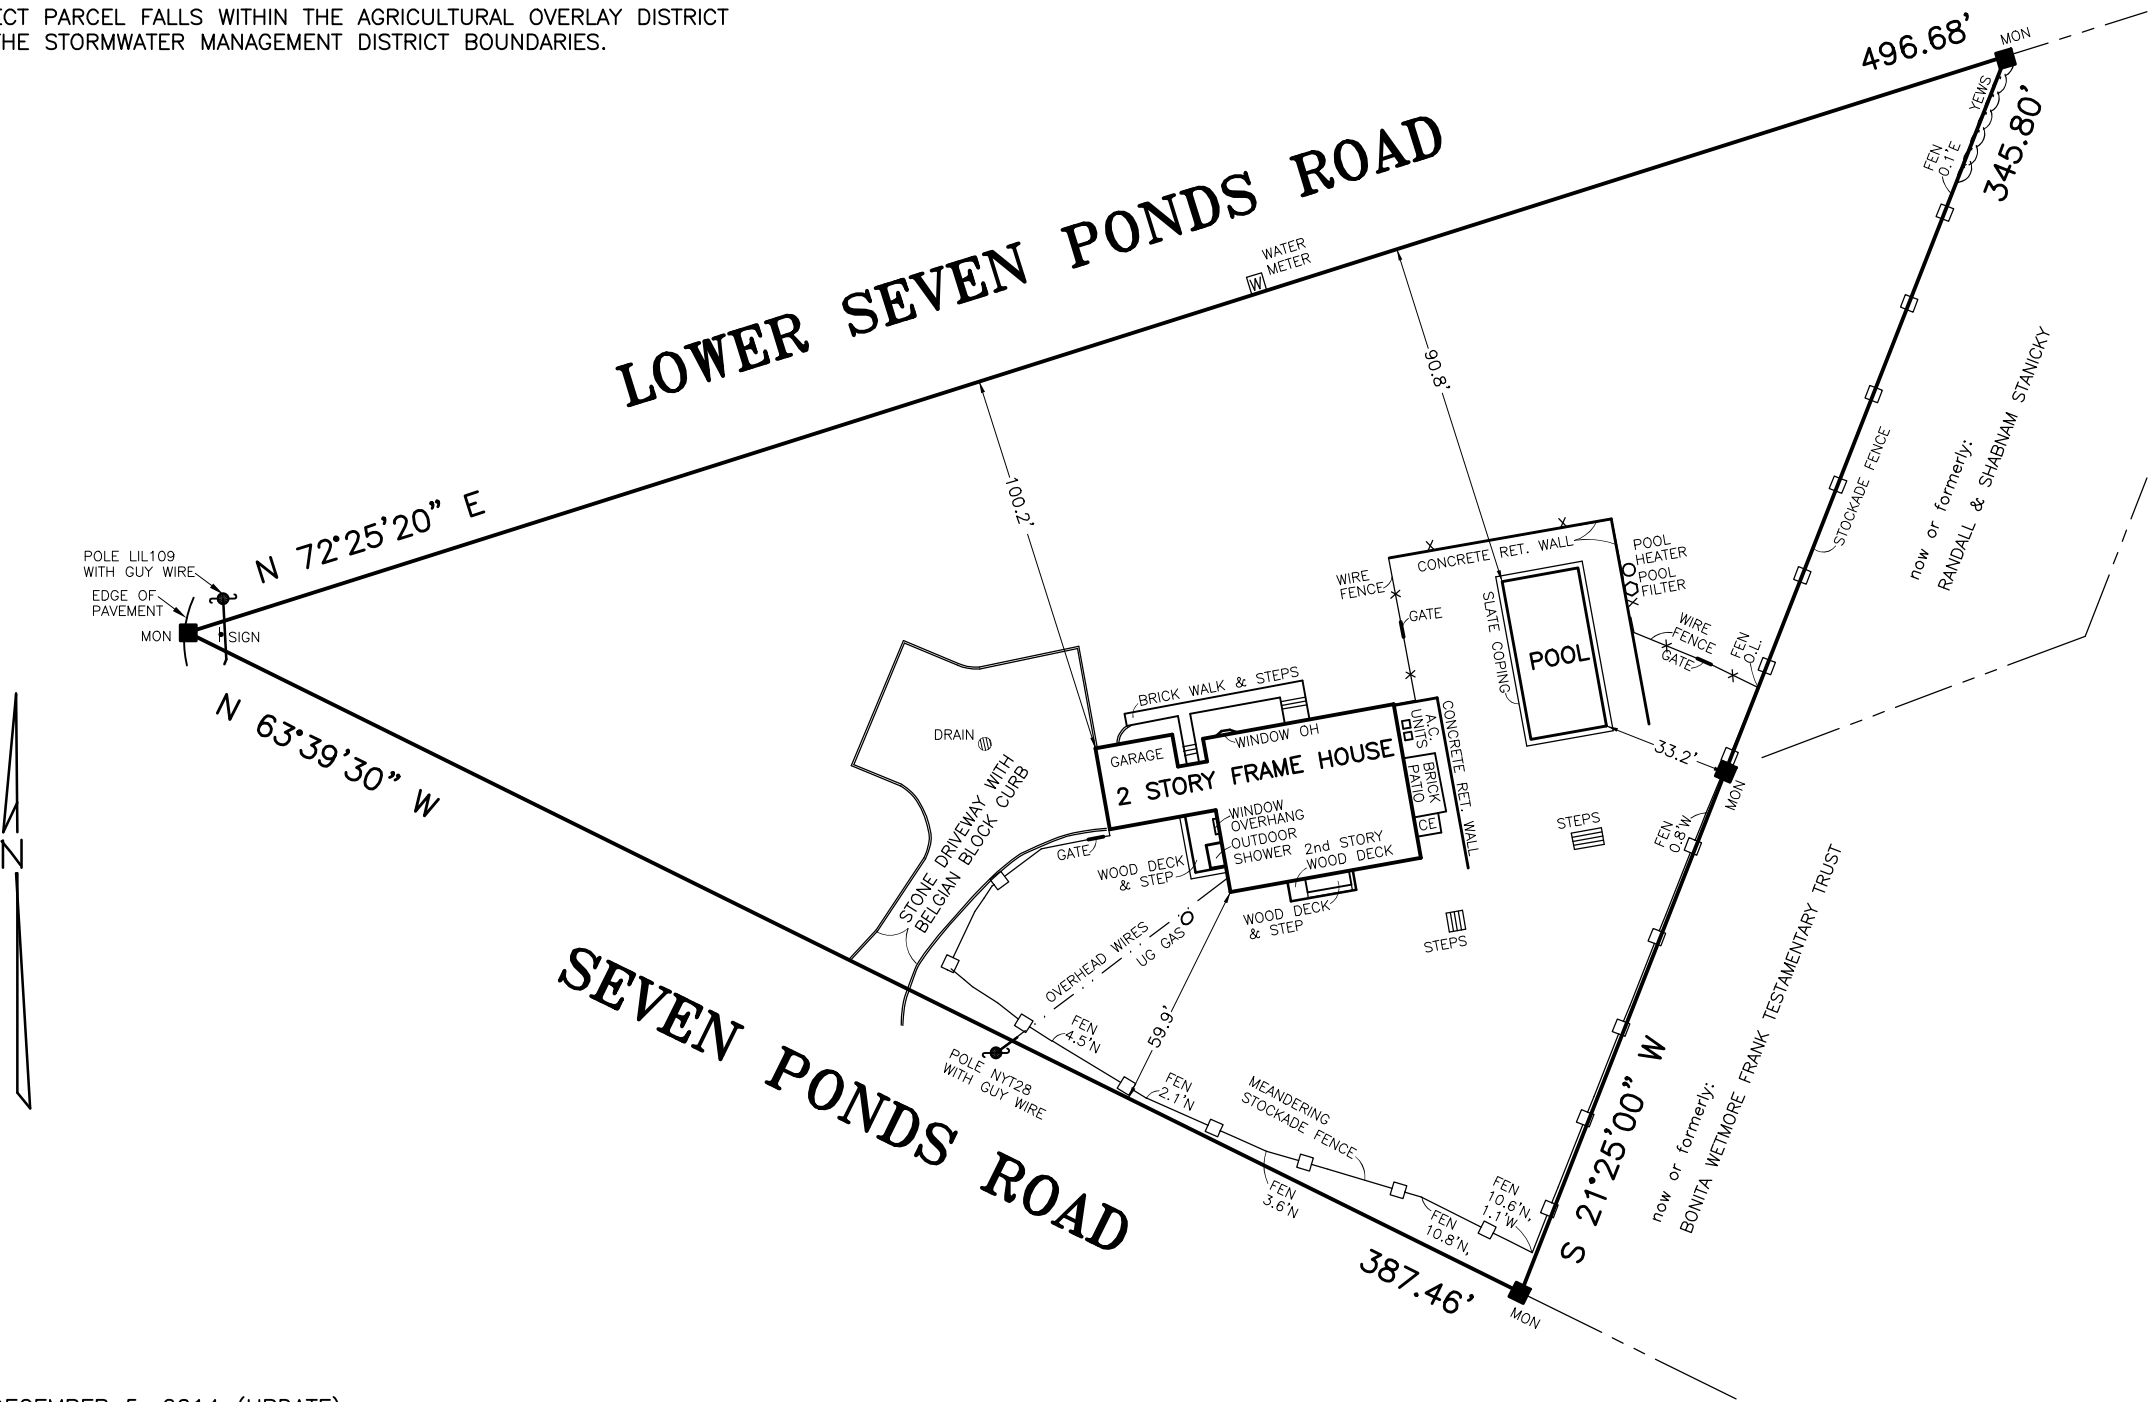 ECT PARCEL FALLS WITHIN THE AGRICULTURAL OVERLAY DISTRICT
THE STORMWATER MANAGEMENT DISTRICT BOUNDARIES.
496.68'
MON
YEWS
345.80'
FEN
0.1'E
LOWER SEVEN PONDS ROAD
WATER
METER
W
90.8'
100.2'
N 72°25'20" E
POLE LIL109
WITH GUY WIRE
EDGE OF
PAVEMENT
MON
SIGN
N 63°39'30" W
N
STOCKADE FENCE
now or formerly:
RANDALL & SHABNAM STANICKY
CONCRETE RET. WALL
POOL
HEATER
POOL
FILTER
WIRE
FENCE
GATE
SLATE COPING
POOL
WIRE
FENCE
GATE
FEN
O.L.
33.2'
MON
BRICK WALK & STEPS
WINDOW OH
GARAGE
2 STORY FRAME HOUSE
A.C.
UNITS
BRICK
PATIO
CE
CONCRETE RET. WALL
DRAIN
STONE DRIVEWAY WITH
BELGIAN BLOCK CURB
GATE
WINDOW
OVERHANG
OUTDOOR
SHOWER
2nd STORY
WOOD DECK
WOOD DECK
& STEP
WOOD DECK
& STEP
STEPS
STEPS
FEN
0.8'W
OVERHEAD WIRES
UG GAS
59.9'
SEVEN PONDS ROAD
POLE NYT28
WITH GUY WIRE
FEN
4.5'N
FEN
2.1'N
MEANDERING
STOCKADE FENCE
FEN
3.6'N
FEN
10.8'N,
FEN
10.6'N,
1.1'W
S 21°25'00" W
now or formerly:
BONITA WETMORE FRANK TESTAMENTARY TRUST
387.46'
MON